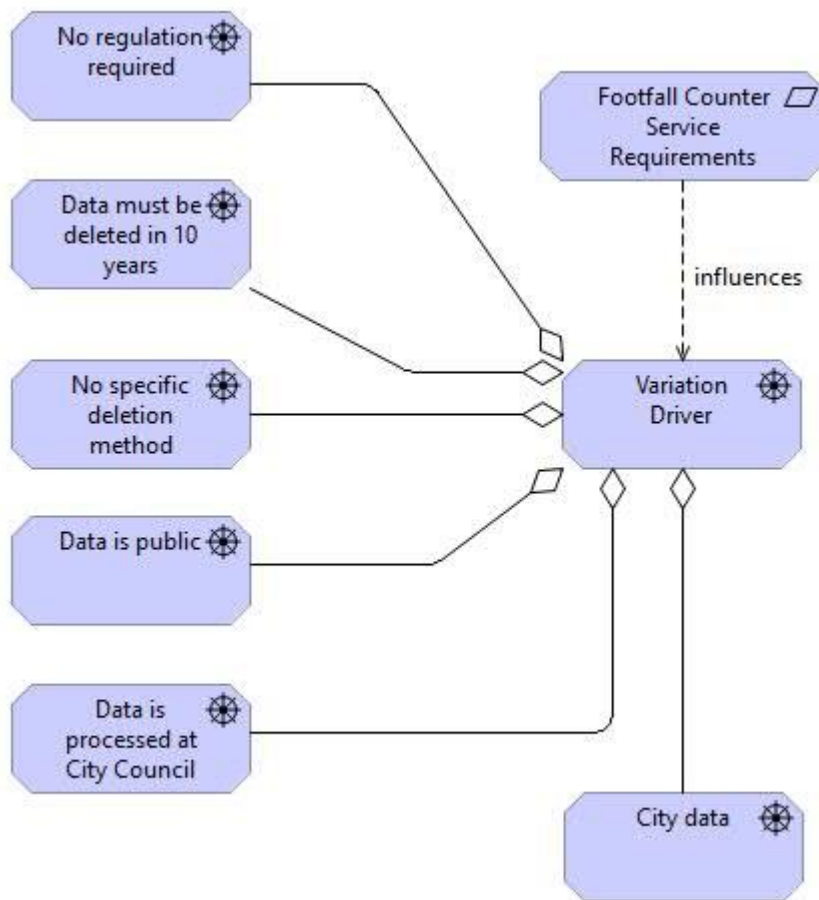 No regulation
required
Footfall Counter
Service
Requirements
Data must be
deleted in 10
years
influences
No specific
deletion
method
Variation
Driver
Data is public
Data is
processed at
City Council
City data